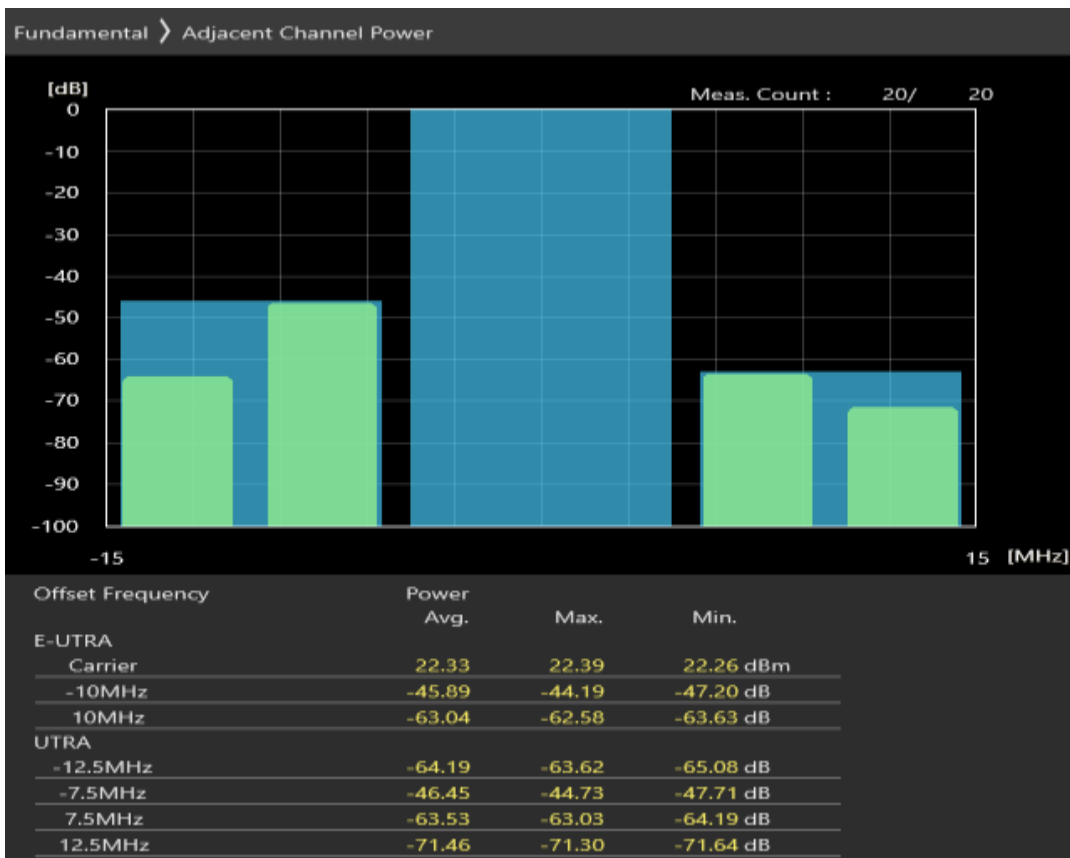 Fundamental 》 Adjacent Channel Power
[dB]
Meas. Count : 20/ 20
0
-10
-20
-30
-40
-50
-60
-70
-80
-90
-100
-15 15 [MHz]
Offset Frequency Power
Avg. Max. Min.
E-UTRA
Carrier 22.33 22.39 22.26 dBm
-10MHz -45.89 -44.19 -47.20 dB
10MHz -63.04 -62.58 -63.63 dB
UTRA
-12.5MHz -64.19 -63.62 -65.08 dB
-7.5MHz -46.45 -44.73 -47.71 dB
7.5MHz -63.53 -63.03 -64.19 dB
12.5MHz -71.46 -71.30 -71.64 dB